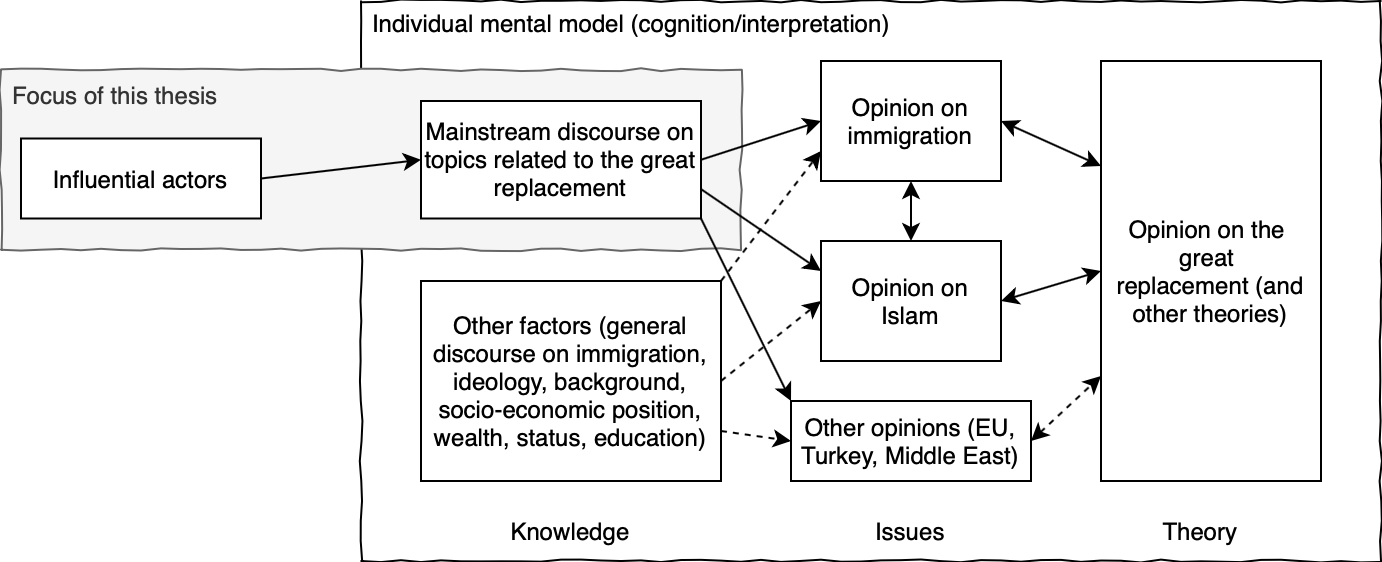 Individual mental model (cognition/interpretation)
Focus of this thesis
Influential actors
Mainstream discourse on
topics related to the great
replacement
Other factors (general
discourse on immigration,
ideology, background,
socio-economic position,
wealth, status, education)
Opinion on
immigration
Opinion on
Islam
Other opinions (EU,
Turkey, Middle East)
Opinion on the
great
replacement (and
other theories)
Knowledge
Issues
Theory